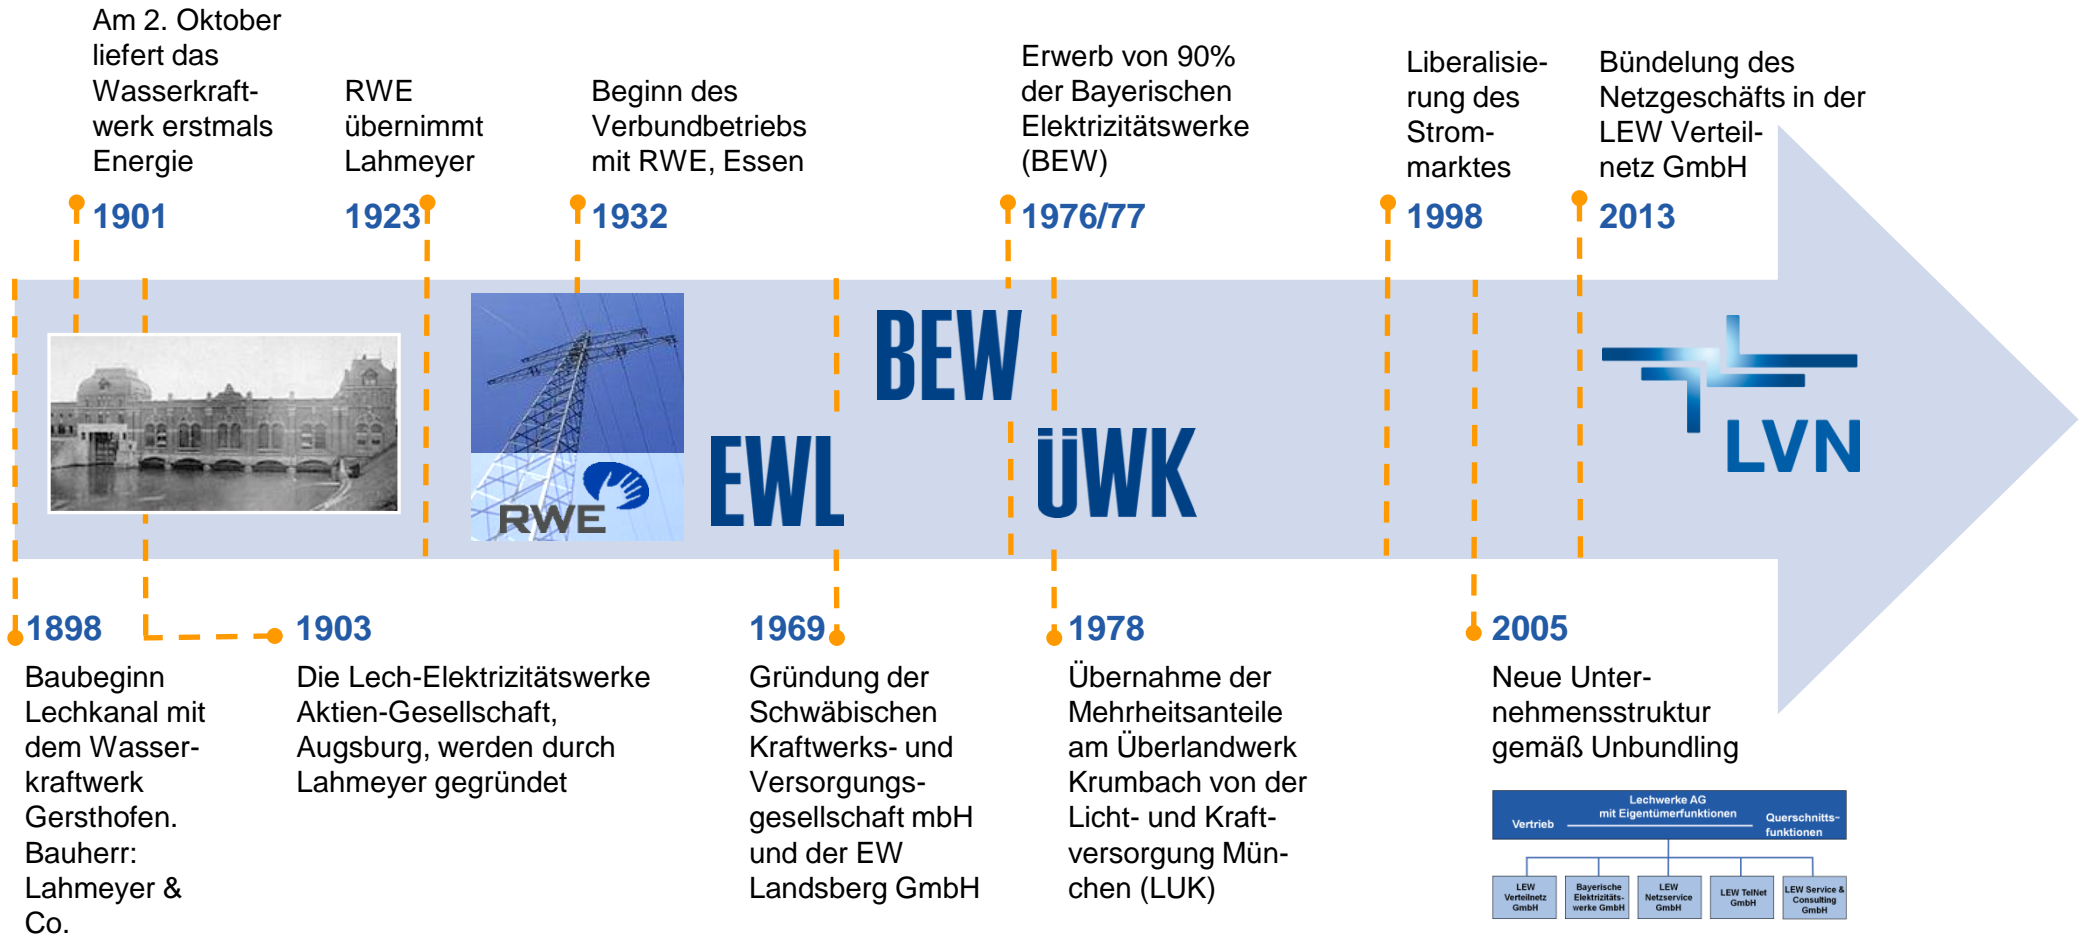 Am 2. Oktober
liefert das
Wasserkraft-
werk erstmals
Energie
1901
RWE
übernimmt
Lahmeyer
1923
Beginn des
Verbundbetriebs
mit RWE, Essen
1932
Erwerb von 90%
der Bayerischen
Elektrizitätswerke
(BEW)
1976/77
Liberalisie-
rung des
Strom-
marktes
1998
Bündelung des
Netzgeschäfts in der
LEW Verteil-
netz GmbH
2013
RWE
EWL
BEW
ÜWK
LVN
1898
Baubeginn
Lechkanal mit
dem Wasser-
kraftwerk
Gersthofen.
Bauherr:
Lahmeyer &
Co.
1903
Die Lech-Elektrizitätswerke
Aktien-Gesellschaft,
Augsburg, werden durch
Lahmeyer gegründet
1969
Gründung der
Schwäbischen
Kraftwerks- und
Versorgungs-
gesellschaft mbH
und der EW
Landsberg GmbH
1978
Übernahme der
Mehrheitsanteile
am Überlandwerk
Krumbach von der
Licht- und Kraft-
versorgung Mün-
chen (LUK)
2005
Neue Unter-
nehmensstruktur
gemäß Unbundling
Lechwerke AG
mit Eigentümerfunktionen
Vertrieb
Querschnitts-
funktionen
LEW
Verteilnetz
GmbH
Bayerische
Elektrizitäts-
werke GmbH
LEW
Netzservice
GmbH
LEW TelNet
GmbH
LEW Service &
Consulting
GmbH